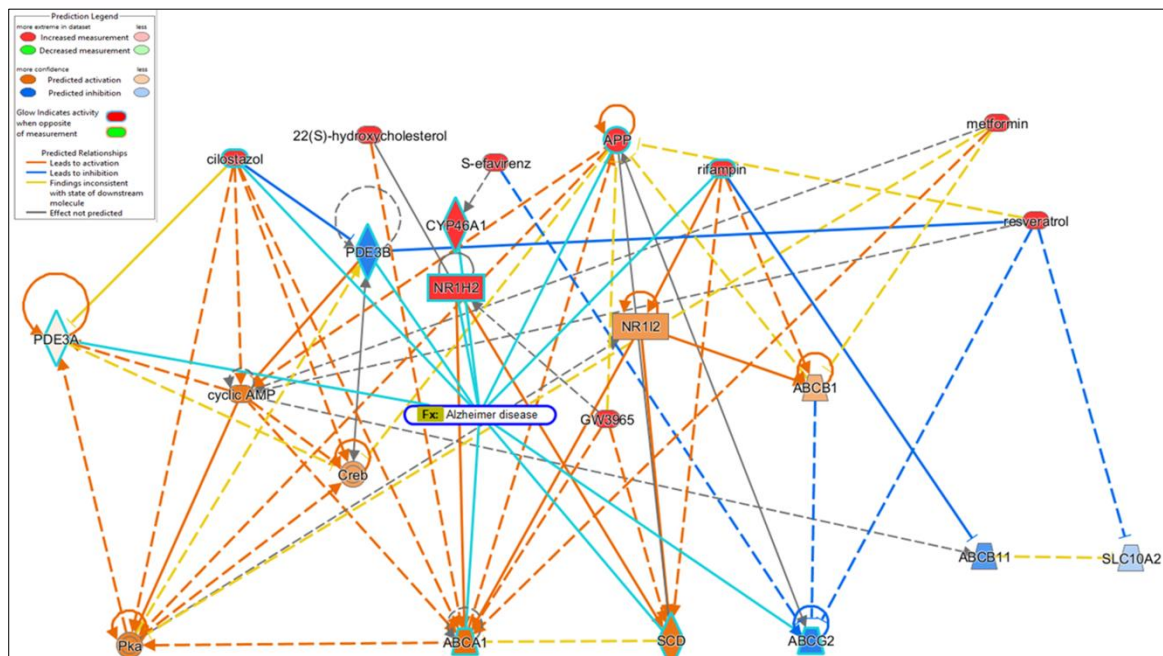 Prediction Legend
more extreme in dataset less
Increased measurement
Decreased measurement
more confidence less
Predicted activation
Predicted inhibition
Glow Indicates activity
when opposite
of measurement
Predicted Relationships
Leads to activation
Leads to inhibition
Findings inconsistent
with state of downstream
molecule
Effect not predicted
22(S)-hydroxycholesterol
APP
metformin
cilostazol
S-efavirenz
rifampin
CYP46A1
resveratrol
PDE3B
NR1H2
NR1I2
PDE3A
ABCB1
cyclic AMP
Fx: Alzheimer disease
GW3965
Creb
ABCB11
SLC10A2
Pka
ABCA1
SCD
ABCG2